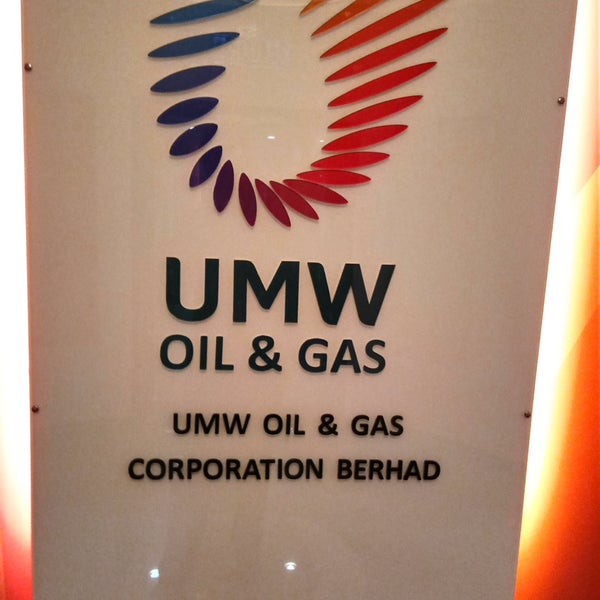 UMW
OIL & GAS
UMW OIL & GAS
CORPORATION BERHAD